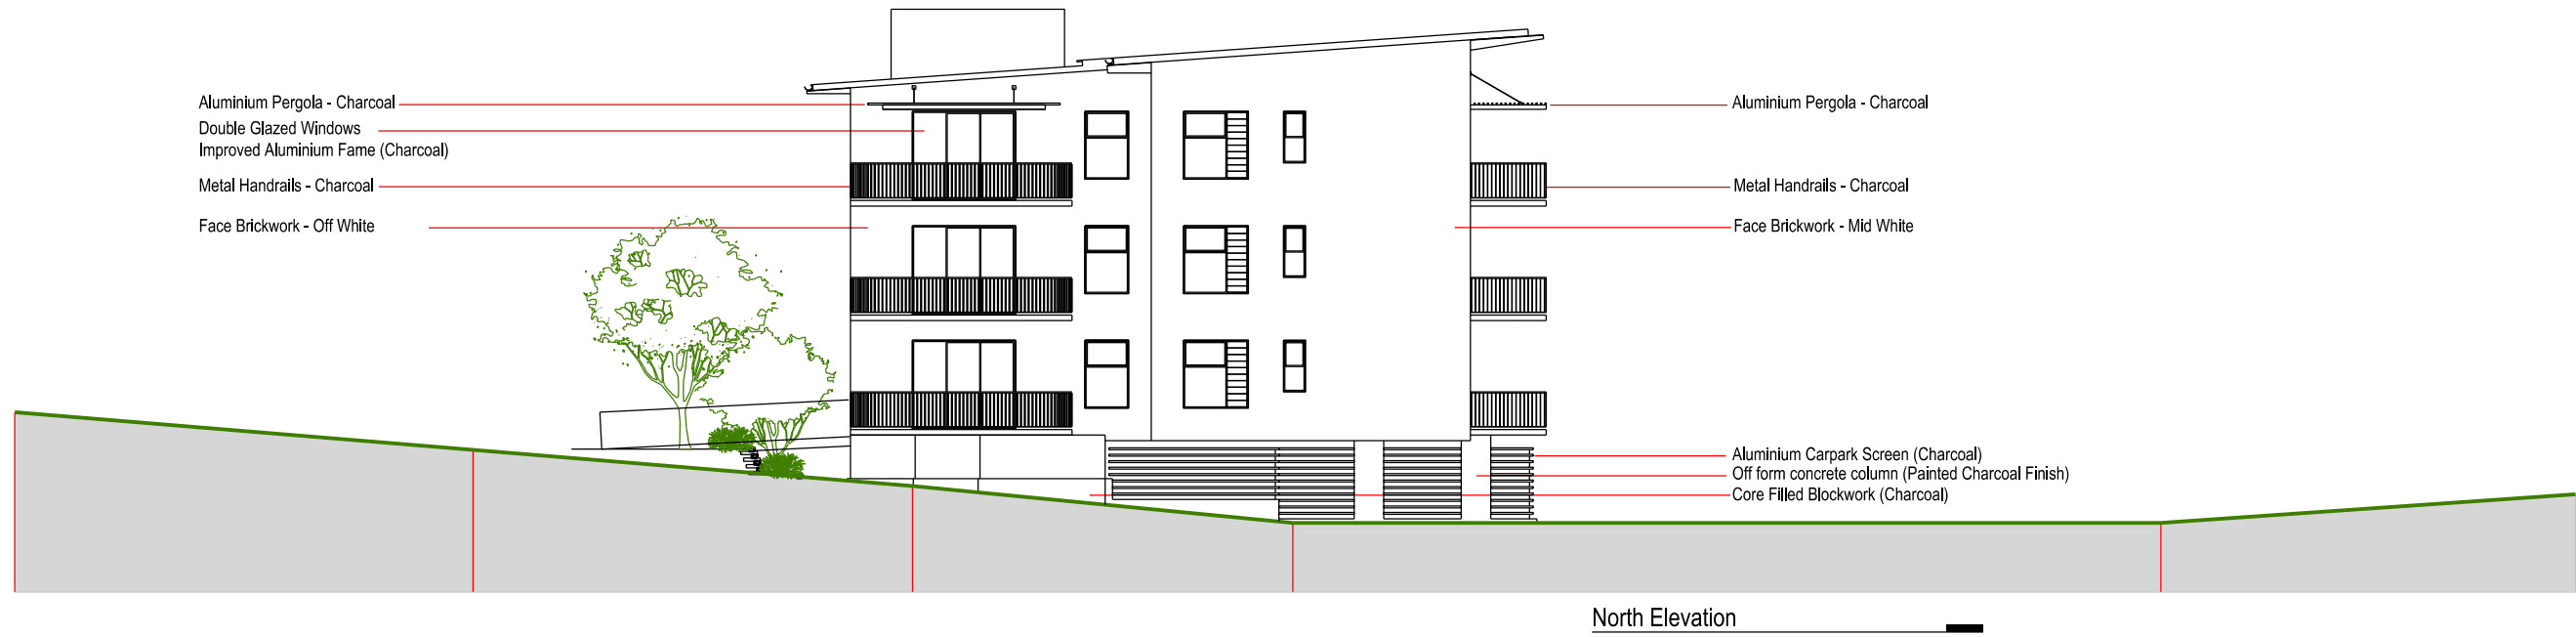 Aluminium Pergola - Charcoal
Double Glazed Windows
Improved Aluminium Fame (Charcoal)
Metal Handrails - Charcoal
Face Brickwork - Off White
Aluminium Pergola - Charcoal
Metal Handrails - Charcoal
Face Brickwork - Mid White
Aluminium Carpark Screen (Charcoal)
Off form concrete column (Painted Charcoal Finish)
Core Filled Blockwork (Charcoal)
North Elevation